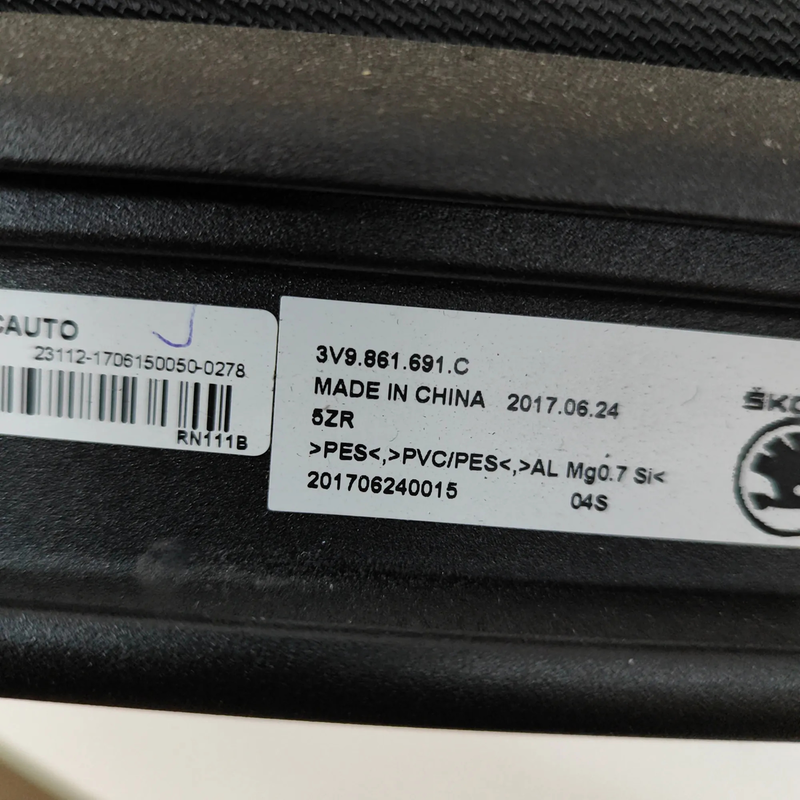 CAUTO
23112-1706150050-0278
RN111B
3V9.861.691.C
MADE IN CHINA 2017.06.24
5ZR
>PES<,>PVC/PES<,>AL Mg0.7 Si<
201706240015 04S
ŠKO